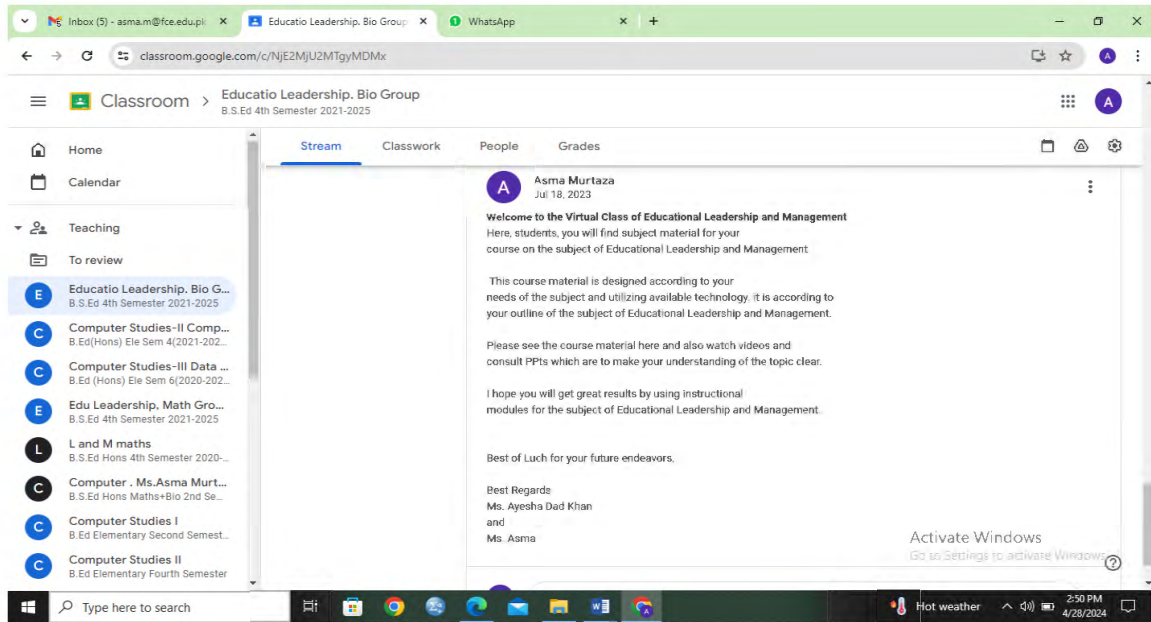 Inbox (5) - asma.m@fce.edu.pk
Educatio Leadership. Bio Group
WhatsApp
classroom.google.com/c/NjE2MjU2MTgyMDMx
A
Classroom > Educatio Leadership. Bio Group
B.S.Ed 4th Semester 2021-2025
A
Home
Calendar
Teaching
To review
E
Educatio Leadership. Bio G...
B.S.Ed 4th Semester 2021-2025
C
Computer Studies-II Comp...
B.Ed(Hons) Ele Sem 4(2021-202...
C
Computer Studies-III Data ...
B.Ed (Hons) Ele Sem 6(2020-202...
E
Edu Leadership, Math Gro...
B.S.Ed 4th Semester 2021-2025
L
L and M maths
B.S.Ed Hons 4th Semester 2020-...
C
Computer . Ms.Asma Murt...
B.S.Ed Hons Maths+Bio 2nd Se...
C
Computer Studies I
B.Ed Elementary Second Semest...
C
Computer Studies II
B.Ed Elementary Fourth Semester
Stream Classwork People Grades
A
Asma Murtaza
Jul 18, 2023
Welcome to the Virtual Class of Educational Leadership and Management
Here, students, you will find subject material for your
course on the subject of Educational Leadership and Management
This course material is designed according to your
needs of the subject and utilizing available technology. it is according to
your outline of the subject of Educational Leadership and Management.
Please see the course material here and also watch videos and
consult PPTs which are to make your understanding of the topic clear.
I hope you will get great results by using instructional
modules for the subject of Educational Leadership and Management.
Best of Luch for your future endeavors,
Best Regards
Ms. Ayesha Dad Khan
and
Ms. Asma
Activate Windows
Go to Settings to activate Windows.
Type here to search
Hot weather
2:50 PM
4/28/2024